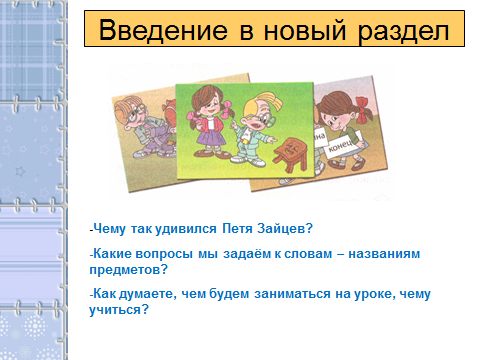 Введение в новый раздел
на
конец
-Чему так удивился Петя Зайцев?
-Какие вопросы мы задаём к словам – названиям
предметов?
-Как думаете, чем будем заниматься на уроке, чему
учиться?